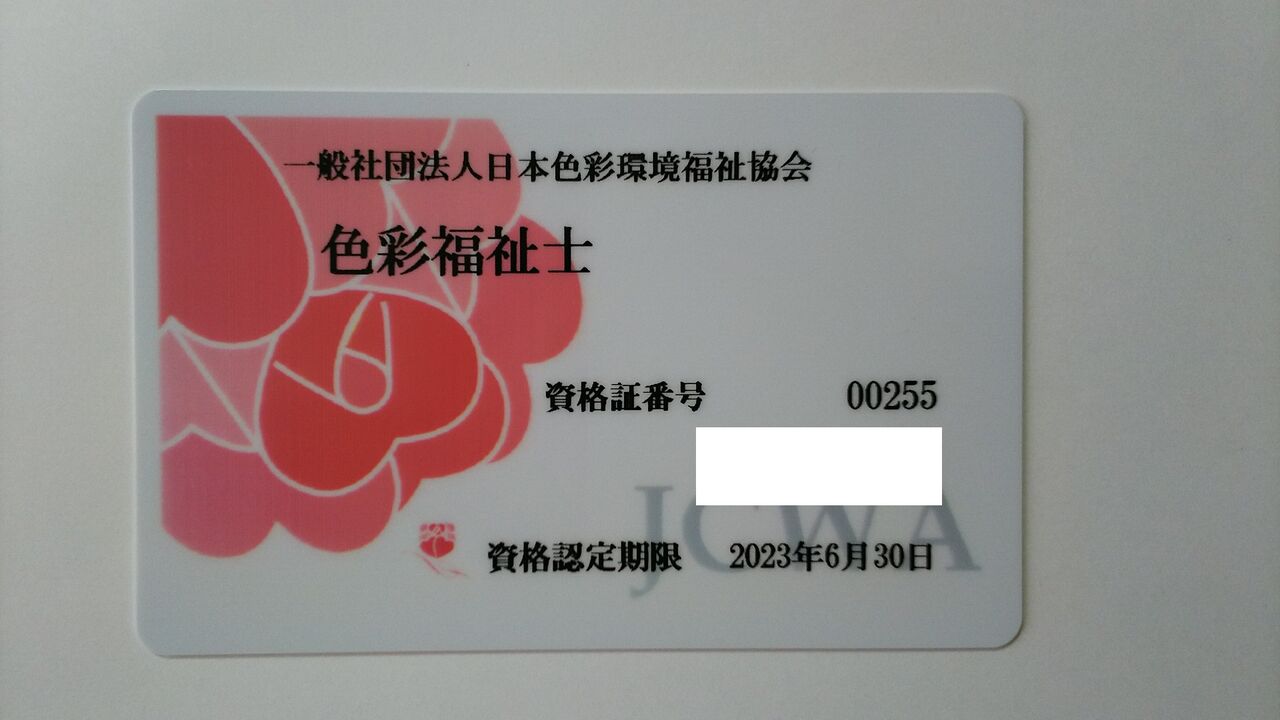 一般社団法人日本色彩環境福祉協会
色彩福祉士
資格証番号 00255
JCWA
資格認定期限 2023年6月30日